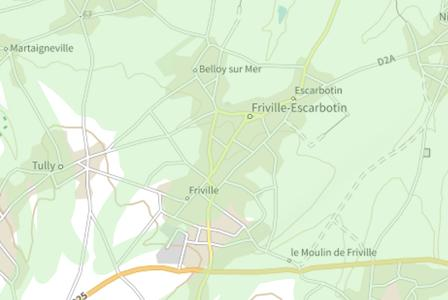 Martaigneville
Belloy sur Mer
D2A
Escarbotin
Friville-Escarbotin
Tully
Friville
le Moulin de Friville